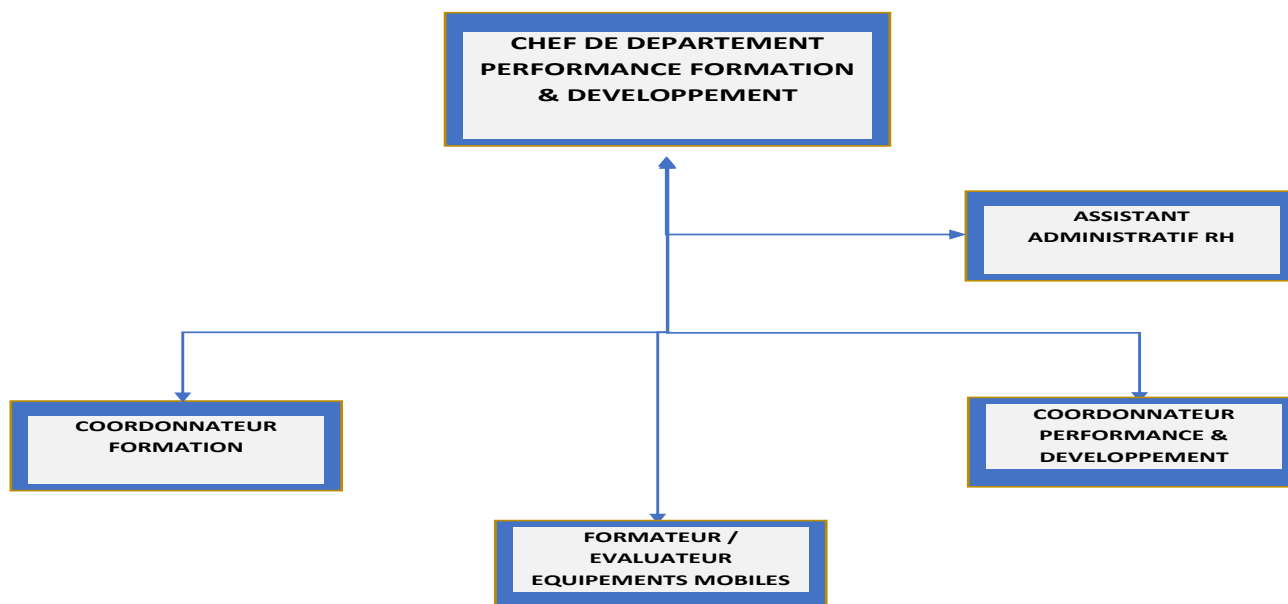 CHEF DE DEPARTEMENT
PERFORMANCE FORMATION
& DEVELOPPEMENT
ASSISTANT
ADMINISTRATIF RH
COORDONNATEUR
FORMATION
COORDONNATEUR
PERFORMANCE &
DEVELOPPEMENT
FORMATEUR /
EVALUATEUR
EQUIPEMENTS MOBILES